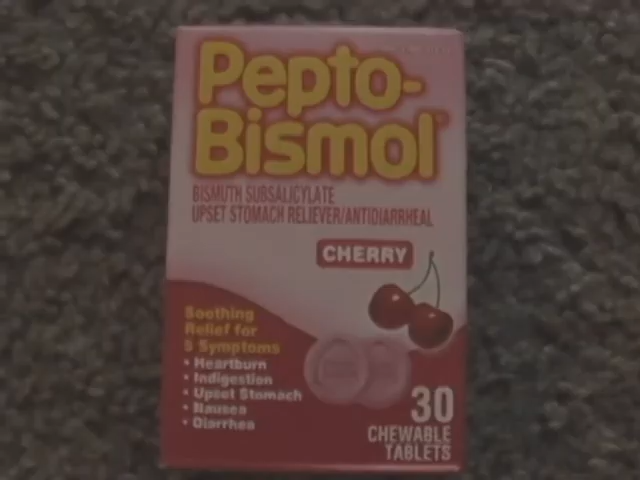 Pepto-
Bismol
BISMUTH SUBSALICYLATE
UPSET STOMACH RELIEVER/ANTIDIARRHEAL
CHERRY
Soothing
Relief for
5 Symptoms
• Heartburn
• Indigestion
• Upset Stomach
• Nausea
• Diarrhea
30
CHEWABLE
TABLETS